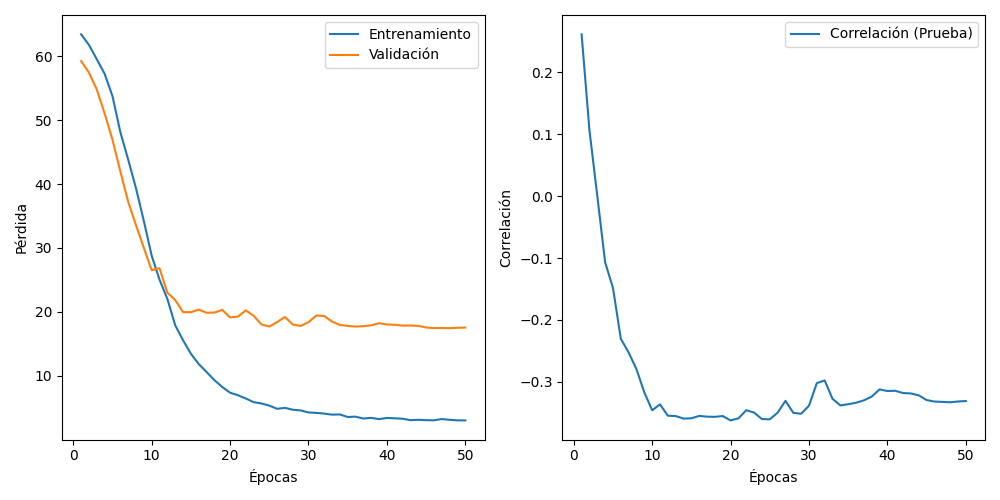 Entrenamiento
Validación
Pérdida
60
50
40
30
20
10
0 10 20 30 40 50
Épocas
Correlación (Prueba)
Correlación
0.2
0.1
0.0
−0.1
−0.2
−0.3
0 10 20 30 40 50
Épocas